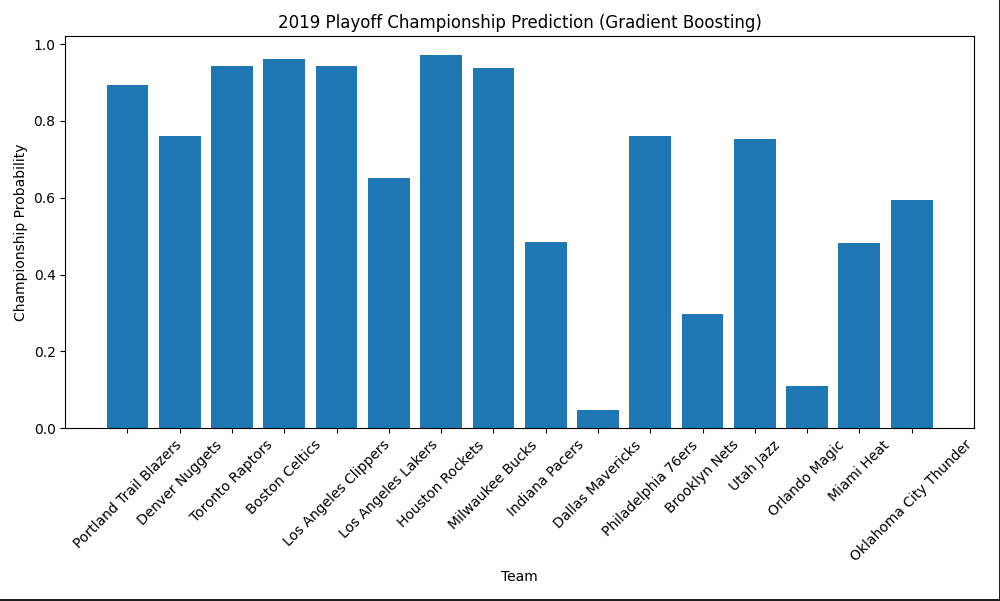 2019 Playoff Championship Prediction (Gradient Boosting)
Championship Probability
1.0
0.8
0.6
0.4
0.2
0.0
Portland Trail Blazers
Denver Nuggets
Toronto Raptors
Boston Celtics
Los Angeles Clippers
Los Angeles Lakers
Houston Rockets
Milwaukee Bucks
Indiana Pacers
Dallas Mavericks
Philadelphia 76ers
Brooklyn Nets
Utah Jazz
Orlando Magic
Miami Heat
Oklahoma City Thunder
Team